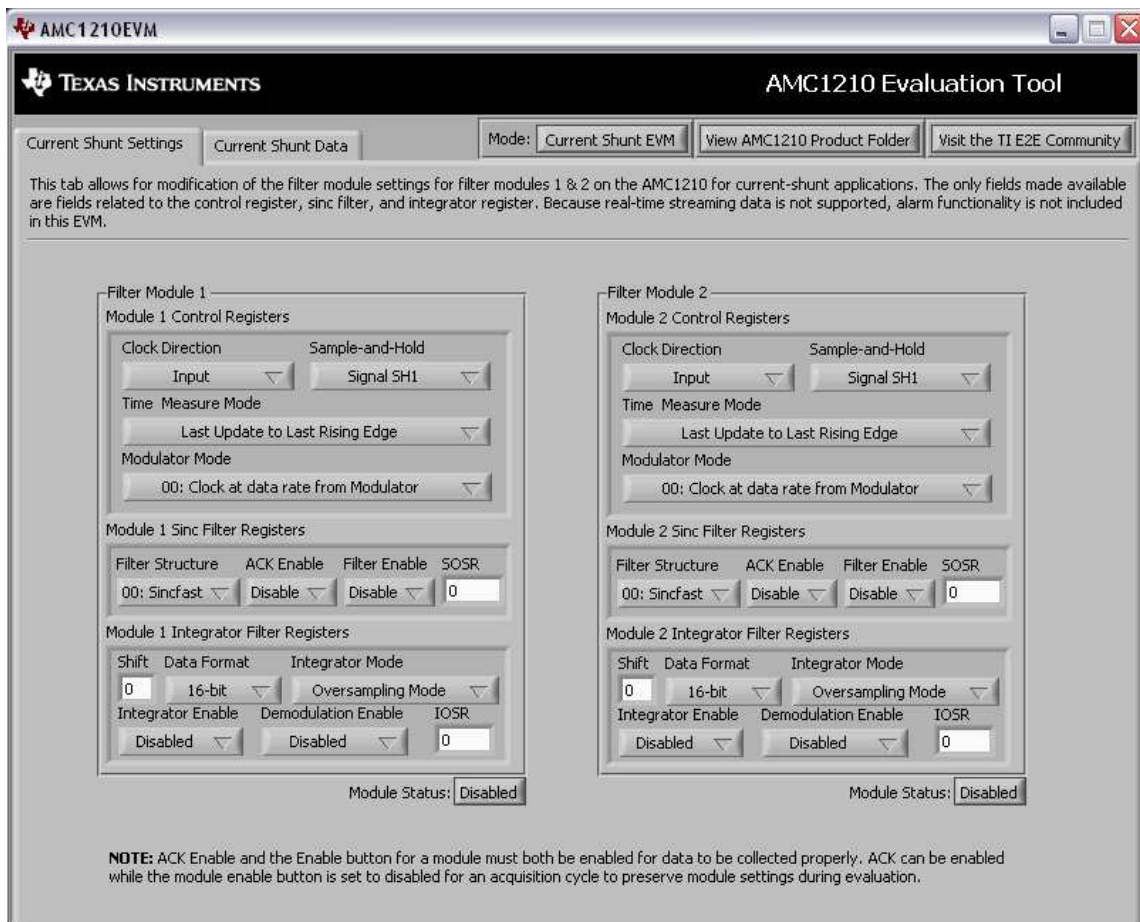 AMC1210EVM
TEXAS INSTRUMENTS
AMC1210 Evaluation Tool
Current Shunt Settings
Current Shunt Data
Mode: Current Shunt EVM
View AMC1210 Product Folder
Visit the TI E2E Community
This tab allows for modification of the filter module settings for filter modules 1 & 2 on the AMC1210 for current-shunt applications. The only fields made available
are fields related to the control register, sinc filter, and integrator register. Because real-time streaming data is not supported, alarm functionality is not included
in this EVM.
Filter Module 1
Module 1 Control Registers
Clock Direction Sample-and-Hold
Input Signal SH1
Time Measure Mode
Last Update to Last Rising Edge
Modulator Mode
00: Clock at data rate from Modulator
Module 1 Sinc Filter Registers
Filter Structure ACK Enable Filter Enable SOSR
00: Sincfast Disable Disable 0
Module 1 Integrator Filter Registers
Shift Data Format Integrator Mode
0 16-bit Oversampling Mode
Integrator Enable Demodulation Enable IOSR
Disabled Disabled 0
Module Status: Disabled
Filter Module 2
Module 2 Control Registers
Clock Direction Sample-and-Hold
Input Signal SH1
Time Measure Mode
Last Update to Last Rising Edge
Modulator Mode
00: Clock at data rate from Modulator
Module 2 Sinc Filter Registers
Filter Structure ACK Enable Filter Enable SOSR
00: Sincfast Disable Disable 0
Module 2 Integrator Filter Registers
Shift Data Format Integrator Mode
0 16-bit Oversampling Mode
Integrator Enable Demodulation Enable IOSR
Disabled Disabled 0
Module Status: Disabled
NOTE: ACK Enable and the Enable button for a module must both be enabled for data to be collected properly. ACK can be enabled
while the module enable button is set to disabled for an acquisition cycle to preserve module settings during evaluation.